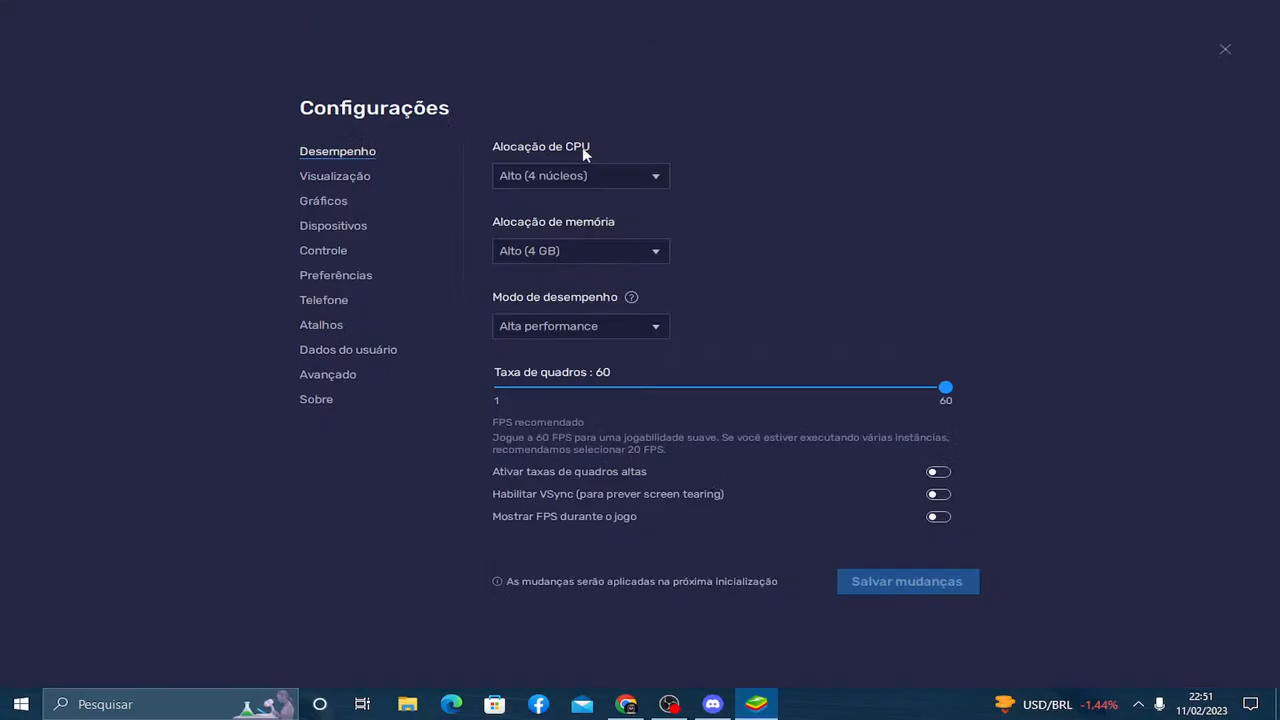 Configurações
Desempenho
Visualização
Gráficos
Dispositivos
Controle
Preferências
Telefone
Atalhos
Dados do usuário
Avançado
Sobre
Alocação de CPU
Alto (4 núcleos)
Alocação de memória
Alto (4 GB)
Modo de desempenho ?
Alta performance
Taxa de quadros : 60
1 60
FPS recomendado
Jogue a 60 FPS para uma jogabilidade suave. Se você estiver executando várias instâncias,
recomendamos selecionar 20 FPS.
Ativar taxas de quadros altas
Habilitar VSync (para prever screen tearing)
Mostrar FPS durante o jogo
As mudanças serão aplicadas na próxima inicialização
Salvar mudanças
Pesquisar
USD/BRL -1.44%
22:51
11/02/2023